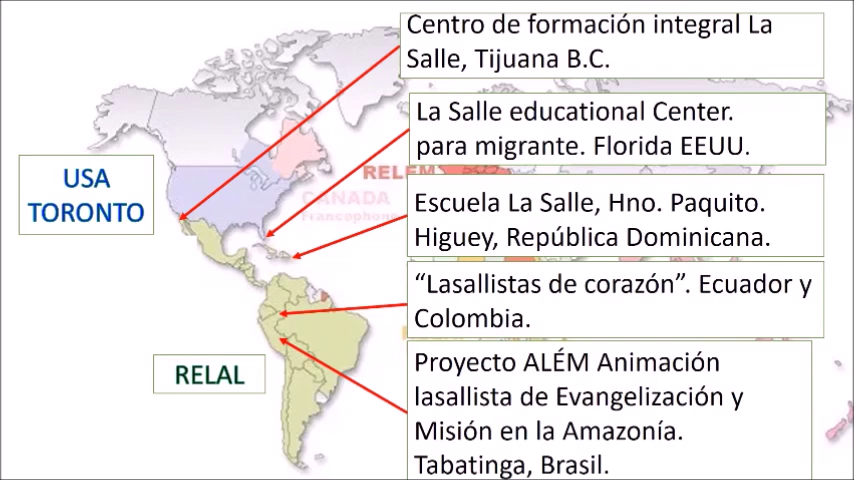 Centro de formación integral La
Salle, Tijuana B.C.
La Salle educational Center.
para migrante. Florida EEUU.
USA
TORONTO
RELEM
CANADA
Francophone
Escuela La Salle, Hno. Paquito.
Higuey, República Dominicana.
“Lasallistas de corazón”. Ecuador y
Colombia.
RELAL
Proyecto ALÉM Animación
lasallista de Evangelización y
Misión en la Amazonía.
Tabatinga, Brasil.